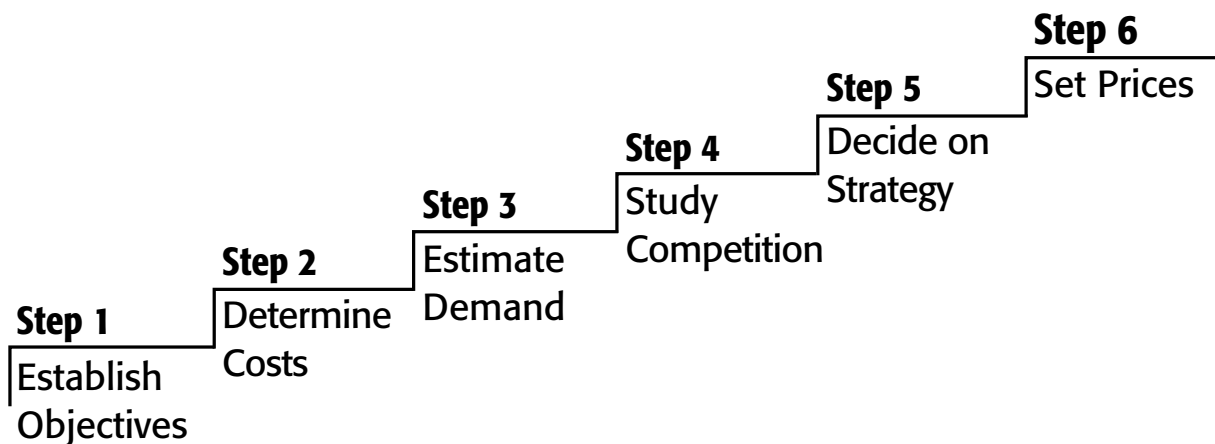 Step 1
Establish
Objectives
Step 2
Determine
Costs
Step 3
Estimate
Demand
Step 4
Study
Competition
Step 5
Decide on
Strategy
Step 6
Set Prices